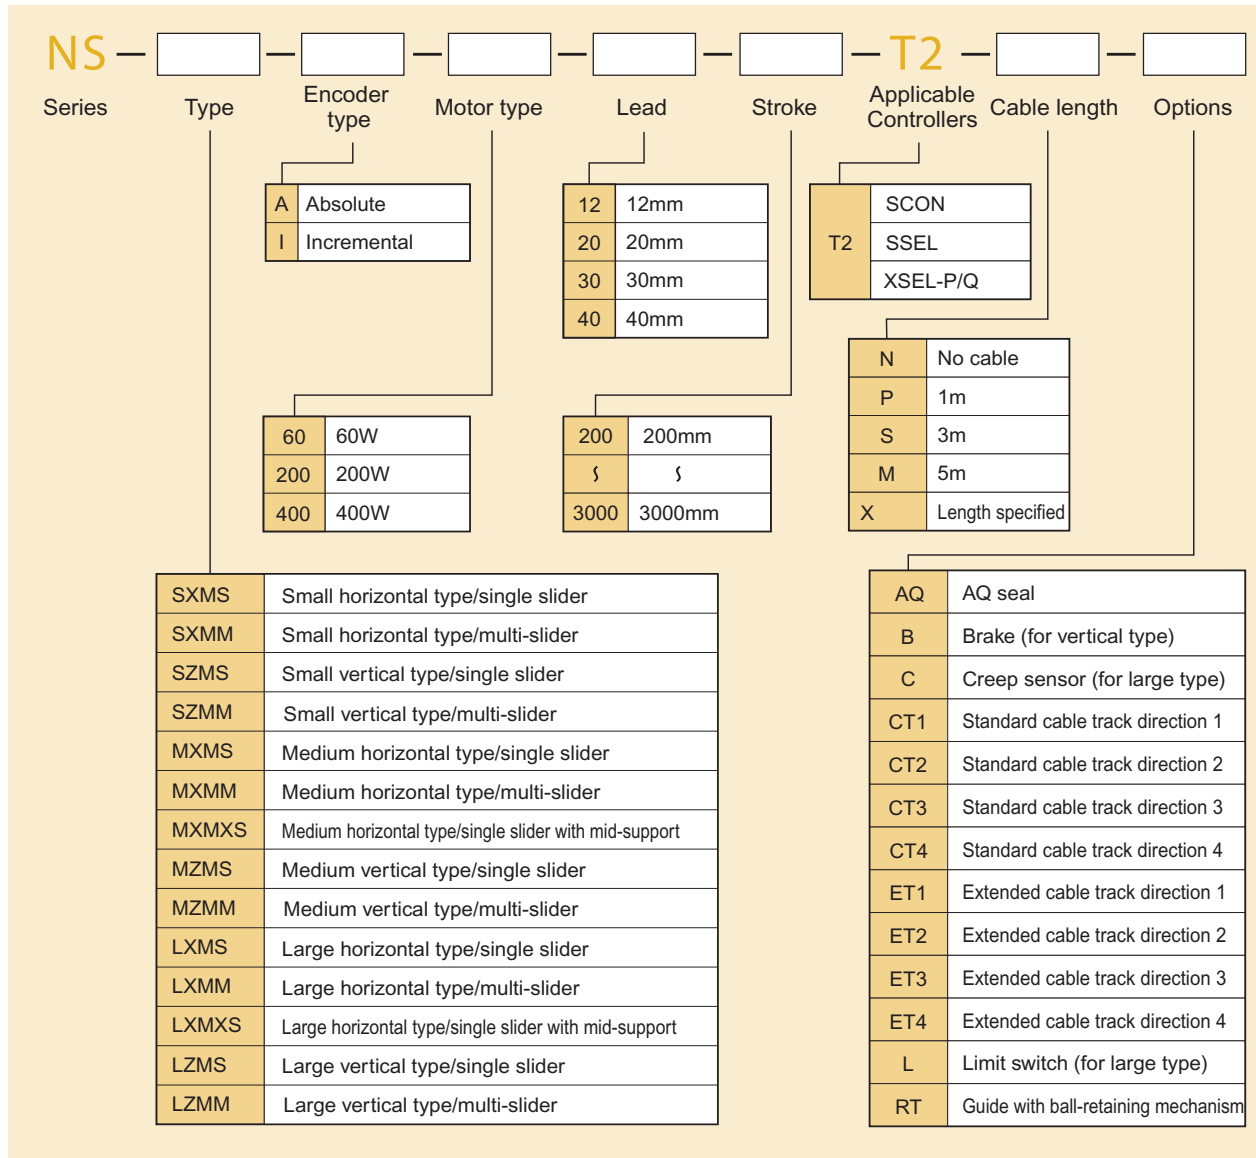 NS — — — — — — T2 — —
Series Type Encoder type Motor type Lead Stroke Applicable Controllers Cable length Options
A Absolute
I Incremental
12 12mm
20 20mm
30 30mm
40 40mm
T2 SCON
SSEL
XSEL-P/Q
N No cable
P 1m
S 3m
M 5m
X Length specified
60 60W
200 200W
400 400W
200 200mm
∫ ∫
3000 3000mm
SXMS Small horizontal type/single slider
SXMM Small horizontal type/multi-slider
SZMS Small vertical type/single slider
SZMM Small vertical type/multi-slider
MXMS Medium horizontal type/single slider
MXMM Medium horizontal type/multi-slider
MXMXS Medium horizontal type/single slider with mid-support
MZMS Medium vertical type/single slider
MZMM Medium vertical type/multi-slider
LXMS Large horizontal type/single slider
LXMM Large horizontal type/multi-slider
LXMXS Large horizontal type/single slider with mid-support
LZMS Large vertical type/single slider
LZMM Large vertical type/multi-slider
AQ AQ seal
B Brake (for vertical type)
C Creep sensor (for large type)
CT1 Standard cable track direction 1
CT2 Standard cable track direction 2
CT3 Standard cable track direction 3
CT4 Standard cable track direction 4
ET1 Extended cable track direction 1
ET2 Extended cable track direction 2
ET3 Extended cable track direction 3
ET4 Extended cable track direction 4
L Limit switch (for large type)
RT Guide with ball-retaining mechanism